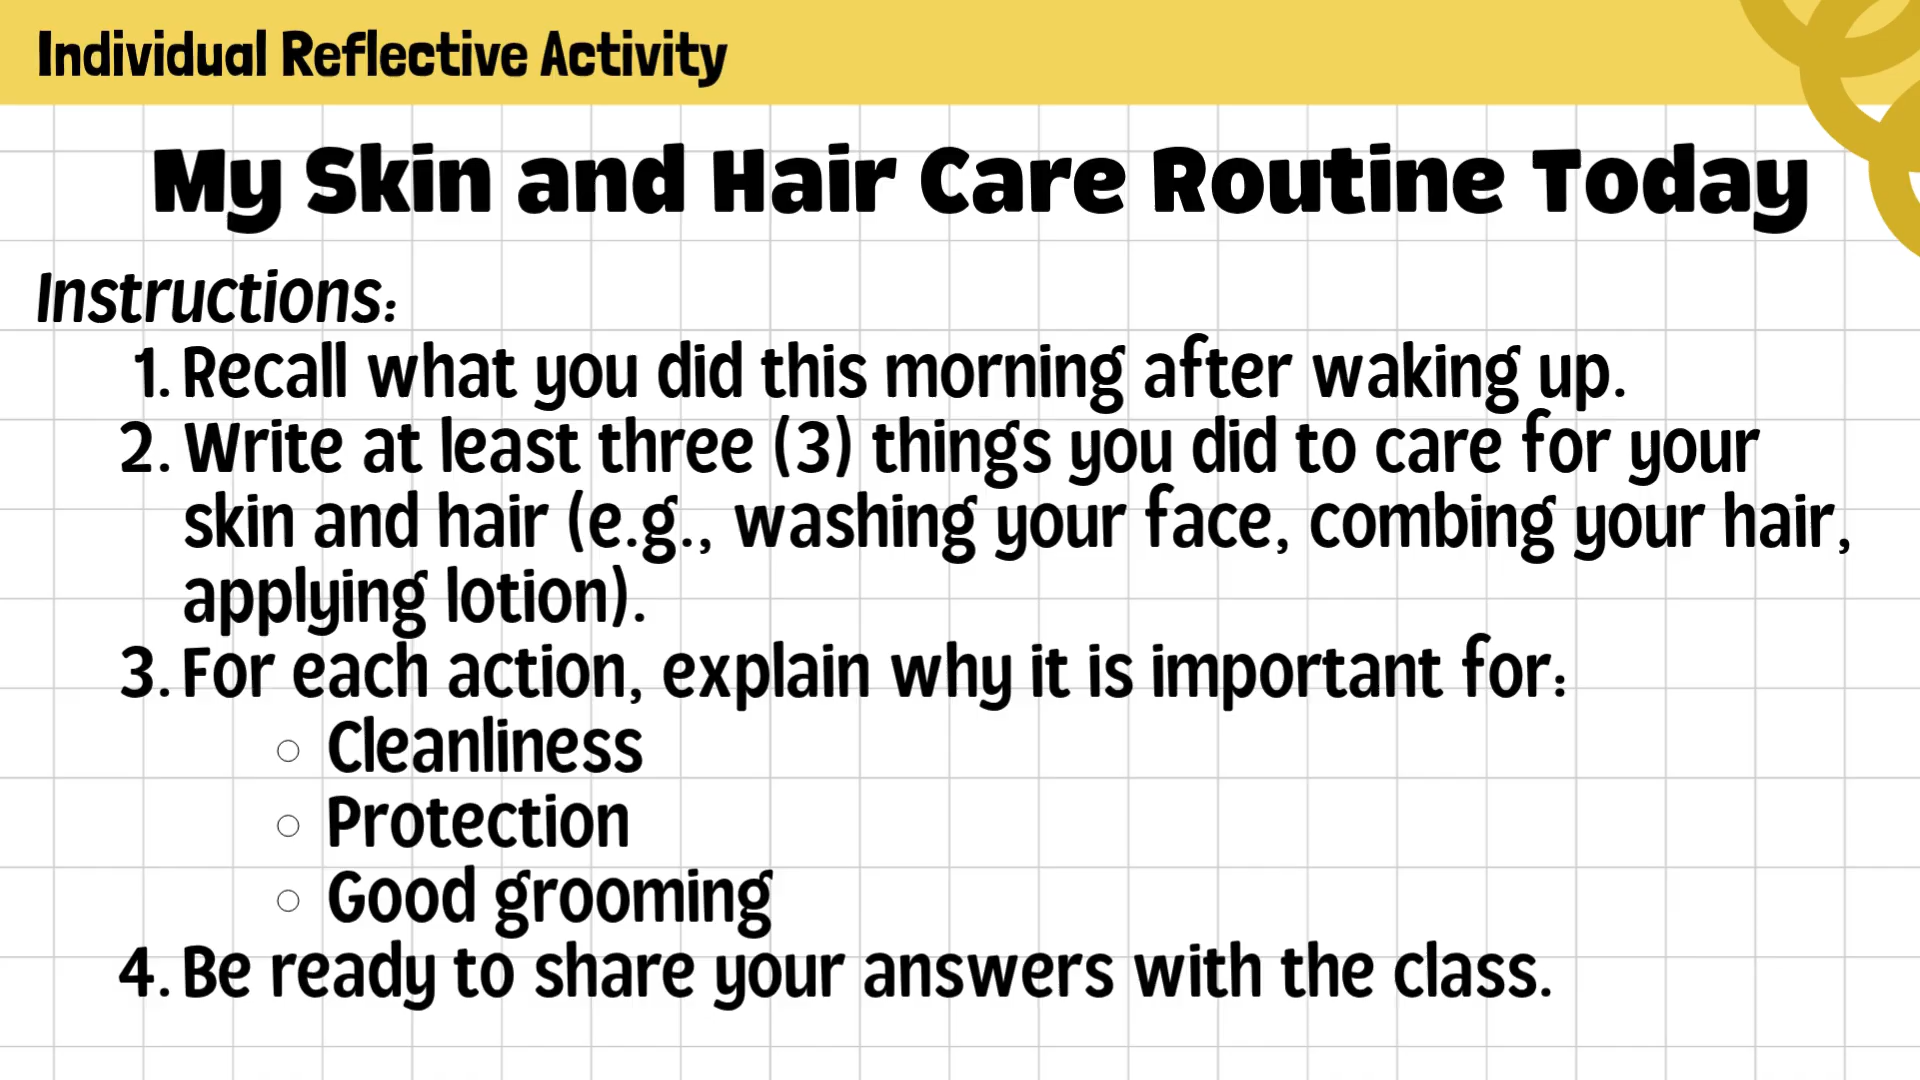 Individual Reflective Activity
My Skin and Hair Care Routine Today
Instructions:
1. Recall what you did this morning after waking up.
2. Write at least three (3) things you did to care for your
skin and hair (e.g., washing your face, combing your hair,
applying lotion).
3. For each action, explain why it is important for:
○ Cleanliness
○ Protection
○ Good grooming
4. Be ready to share your answers with the class.